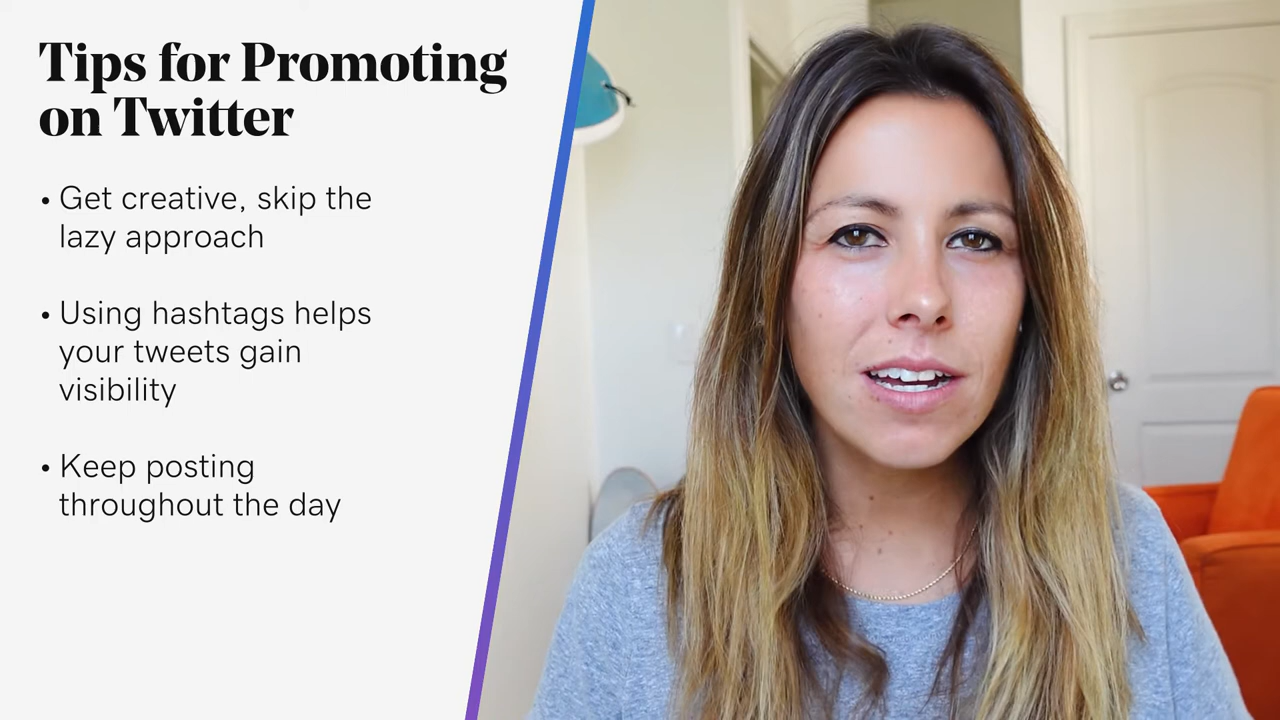 Tips for Promoting
on Twitter
• Get creative, skip the
lazy approach
• Using hashtags helps
your tweets gain
visibility
• Keep posting
throughout the day